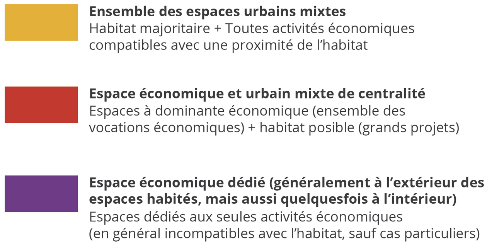 Ensemble des espaces urbains mixtes
Habitat majoritaire + Toutes activités économiques
compatibles avec une proximité de l’habitat
Espace économique et urbain mixte de centralité
Espaces à dominante économique (ensemble des
vocations économiques) + habitat posible (grands projets)
Espace économique dédié (généralement à l’extérieur des
espaces habités, mais aussi quelquesfois à l’intérieur)
Espaces dédiés aux seules activités économiques
(en général incompatibles avec l’habitat, sauf cas particuliers)